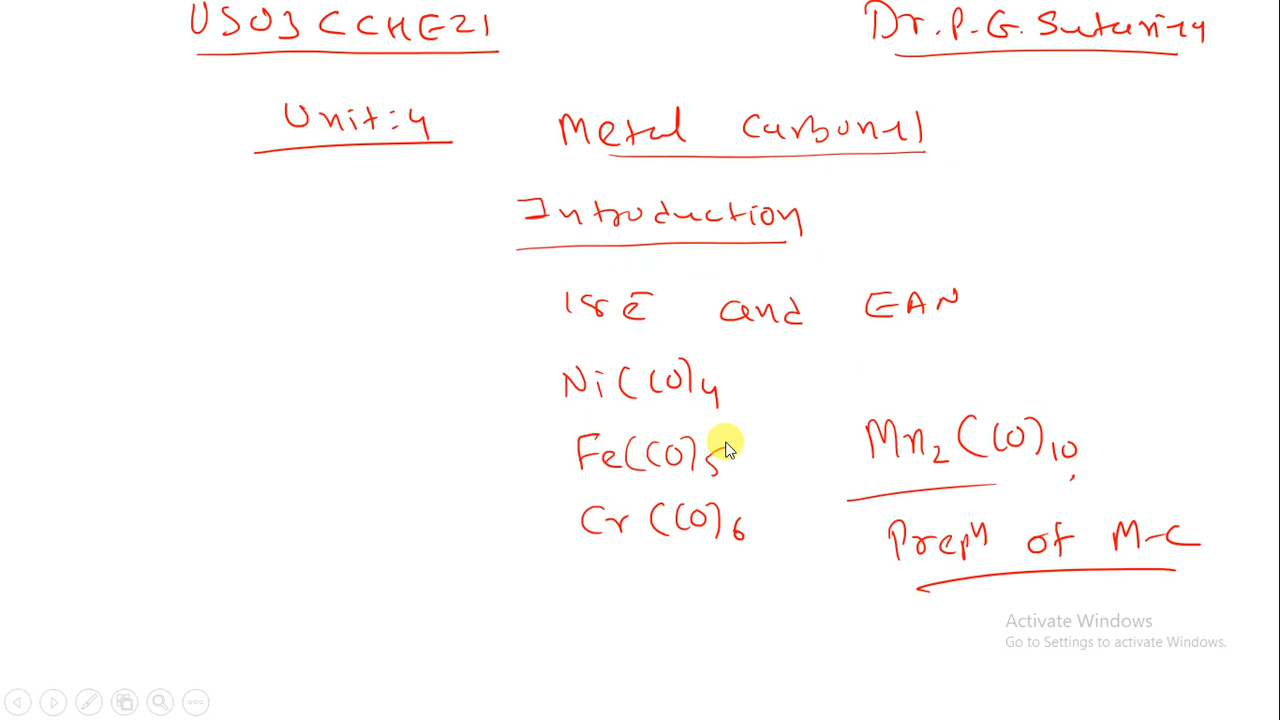 US03CCHE21 Dr. P. G. Sutariya
Unit:4 Metal Carbonyl
Introduction
18 ē and EAN
Ni(CO)4
Fe(CO)5 Mn2(CO)10
Cr(CO)6 Prepn of M-C
Activate Windows
Go to Settings to activate Windows.